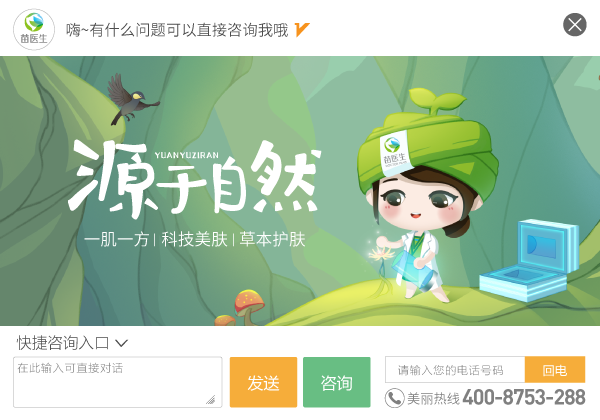 苗医生
嗨~有什么问题可以直接咨询我哦
YUANYUZIRAN
源于自然
一肌一方 | 科技美肤 | 草本护肤
苗医生
快捷咨询入口
在此输入可直接对话
发送
咨询
请输入您的电话号码
回电
美丽热线 400-8753-288